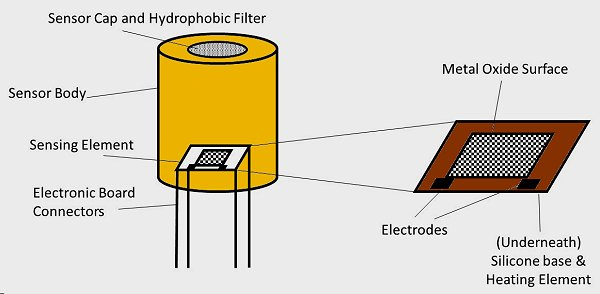 Sensor Cap and Hydrophobic Filter
Sensor Body
Sensing Element
Electronic Board
Connectors
Metal Oxide Surface
Electrodes
(Underneath)
Silicone base &
Heating Element